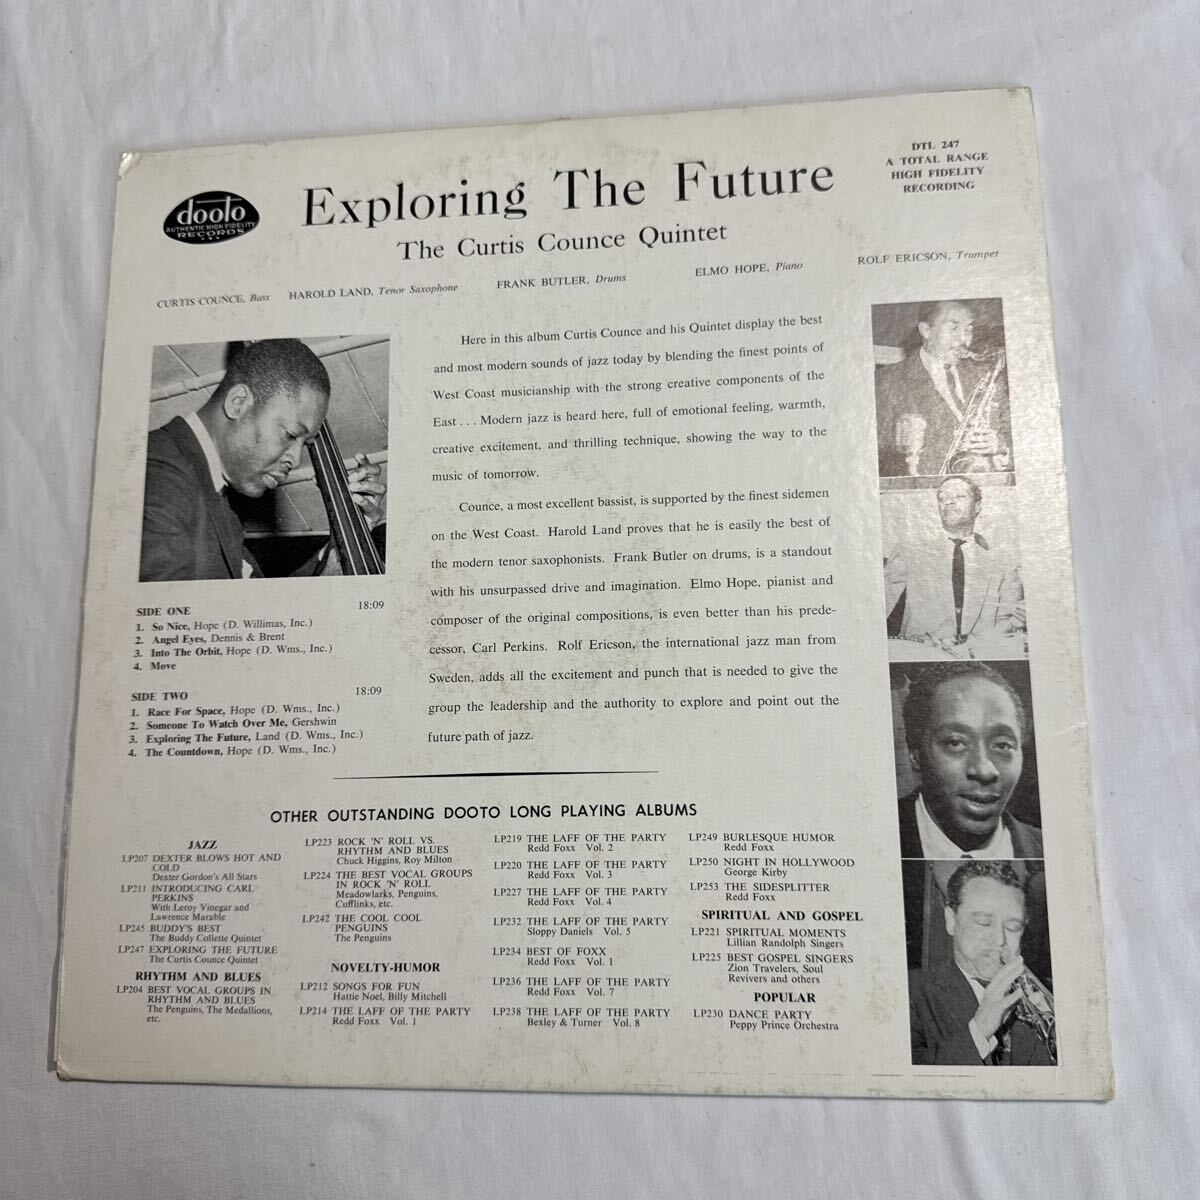 dooto
AUTHENTIC HIGH FIDELITY
RECORDS
Exploring The Future
The Curtis Counce Quintet
DTL 247
A TOTAL RANGE
HIGH FIDELITY
RECORDING
CURTIS COUNCE, Bass
HAROLD LAND, Tenor Saxophone
FRANK BUTLER, Drums
ELMO HOPE, Piano
ROLF ERICSON, Trumpet
Here in this album Curtis Counce and his Quintet display the best
and most modern sounds of jazz today by blending the finest points of
West Coast musicianship with the strong creative components of the
East . . . Modern jazz is heard here, full of emotional feeling, warmth,
creative excitement, and thrilling technique, showing the way to the
music of tomorrow.
Counce, a most excellent bassist, is supported by the finest sidemen
on the West Coast. Harold Land proves that he is easily the best of
the modern tenor saxophonists. Frank Butler on drums, is a standout
with his unsurpassed drive and imagination. Elmo Hope, pianist and
composer of the original compositions, is even better than his prede-
cessor, Carl Perkins. Rolf Ericson, the international jazz man from
Sweden, adds all the excitement and punch that is needed to give the
group the leadership and the authority to explore and point out the
future path of jazz.
SIDE ONE 18:09
1. So Nice, Hope (D. Willimas, Inc.)
2. Angel Eyes, Dennis & Brent
3. Into The Orbit, Hope (D. Wms., Inc.)
4. Move
SIDE TWO 18:09
1. Race For Space, Hope (D. Wms., Inc.)
2. Someone To Watch Over Me, Gershwin
3. Exploring The Future, Land (D. Wms., Inc.)
4. The Countdown, Hope (D. Wms., Inc.)
OTHER OUTSTANDING DOOTO LONG PLAYING ALBUMS
JAZZ
LP207 DEXTER BLOWS HOT AND
COLD
Dexter Gordon's All Stars
LP211 INTRODUCING CARL
PERKINS
With Leroy Vinegar and
Lawrence Marable
LP245 BUDDY'S BEST
The Buddy Collette Quintet
LP247 EXPLORING THE FUTURE
The Curtis Counce Quintet
RHYTHM AND BLUES
LP204 BEST VOCAL GROUPS IN
RHYTHM AND BLUES
The Penguins, The Medallions,
etc.
LP223 ROCK 'N' ROLL VS.
RHYTHM AND BLUES
Chuck Higgins, Roy Milton
LP224 THE BEST VOCAL GROUPS
IN ROCK 'N' ROLL
Meadowlarks, Penguins,
Cufflinks, etc.
LP242 THE COOL COOL
PENGUINS
The Penguins
NOVELTY-HUMOR
LP212 SONGS FOR FUN
Hattie Noel, Billy Mitchell
LP214 THE LAFF OF THE PARTY
Redd Foxx Vol. 1
LP219 THE LAFF OF THE PARTY
Redd Foxx Vol. 2
LP220 THE LAFF OF THE PARTY
Redd Foxx Vol. 3
LP227 THE LAFF OF THE PARTY
Redd Foxx Vol. 4
LP232 THE LAFF OF THE PARTY
Sloppy Daniels Vol. 5
LP234 BEST OF FOXX
Redd Foxx Vol. 1
LP236 THE LAFF OF THE PARTY
Redd Foxx Vol. 7
LP238 THE LAFF OF THE PARTY
Bexley & Turner Vol. 8
LP249 BURLESQUE HUMOR
Redd Foxx
LP250 NIGHT IN HOLLYWOOD
George Kirby
LP253 THE SIDESPLITTER
Redd Foxx
SPIRITUAL AND GOSPEL
LP221 SPIRITUAL MOMENTS
Lillian Randolph Singers
LP225 BEST GOSPEL SINGERS
Zion Travelers, Soul
Revivers and others
POPULAR
LP230 DANCE PARTY
Peppy Prince Orchestra